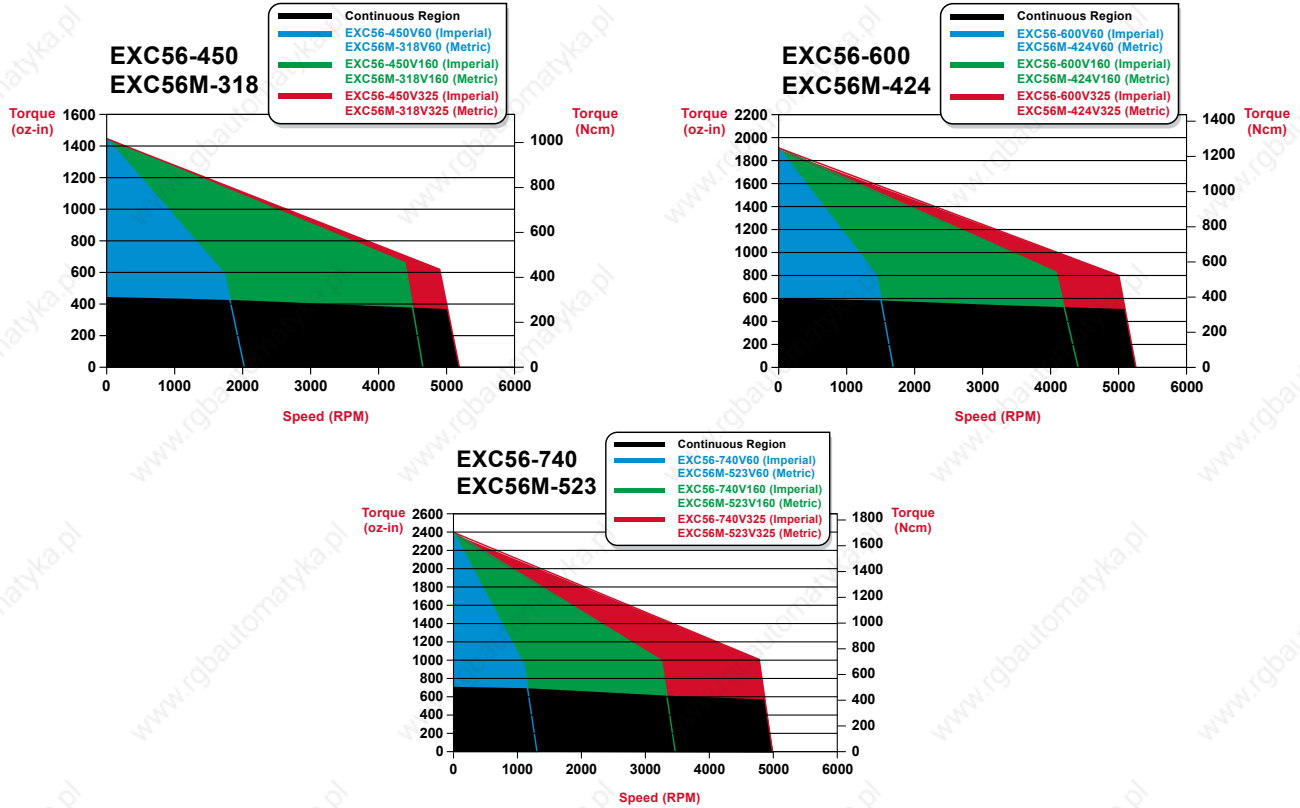 EXC56-450
EXC56M-318
Continuous Region
EXC56-450V60 (Imperial)
EXC56M-318V60 (Metric)
EXC56-450V160 (Imperial)
EXC56M-318V160 (Metric)
EXC56-450V325 (Imperial)
EXC56M-318V325 (Metric)
Torque
(oz-in)
1600
1400
1200
1000
800
600
400
200
0
Torque
(Ncm)
1000
800
600
400
200
0
0 1000 2000 3000 4000 5000 6000
Speed (RPM)
EXC56-600
EXC56M-424
Continuous Region
EXC56-600V60 (Imperial)
EXC56M-424V60 (Metric)
EXC56-600V160 (Imperial)
EXC56M-424V160 (Metric)
EXC56-600V325 (Imperial)
EXC56M-424V325 (Metric)
Torque
(oz-in)
2200
2000
1800
1600
1400
1200
1000
800
600
400
200
0
Torque
(Ncm)
1400
1200
1000
800
600
400
200
0
0 1000 2000 3000 4000 5000 6000
Speed (RPM)
EXC56-740
EXC56M-523
Continuous Region
EXC56-740V60 (Imperial)
EXC56M-523V60 (Metric)
EXC56-740V160 (Imperial)
EXC56M-523V160 (Metric)
EXC56-740V325 (Imperial)
EXC56M-523V325 (Metric)
Torque
(oz-in)
2600
2400
2200
2000
1800
1600
1400
1200
1000
800
600
400
200
0
Torque
(Ncm)
1800
1600
1400
1200
1000
800
600
400
200
0
0 1000 2000 3000 4000 5000 6000
Speed (RPM)
www.rgbautomatyka.pl